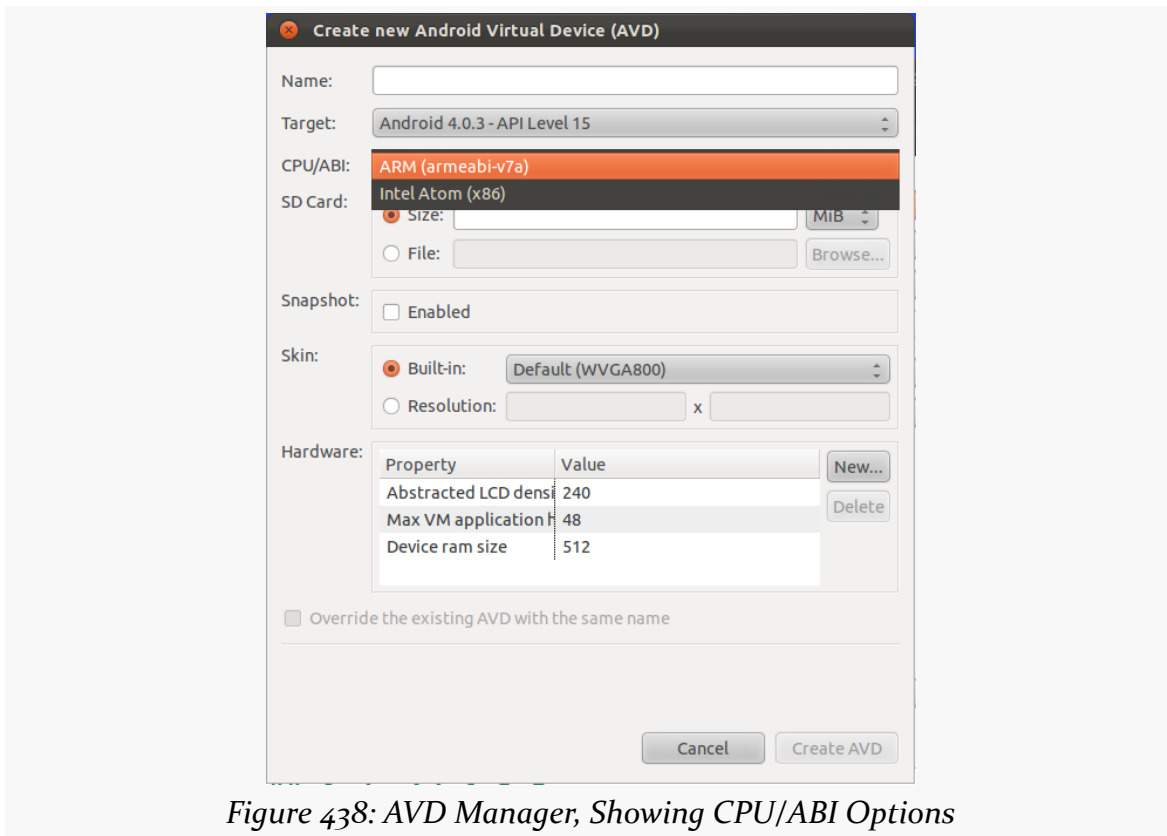 Create new Android Virtual Device (AVD)
Name:
Target: Android 4.0.3 - API Level 15
CPU/ABI: ARM (armeabi-v7a)
Intel Atom (x86)
SD Card:
Size: MiB
File: Browse...
Snapshot:
Enabled
Skin:
Built-in: Default (WVGA800)
Resolution: x
Hardware:
Property Value New...
Abstracted LCD densi 240
Delete
Max VM application h 48
Device ram size 512
Override the existing AVD with the same name
Cancel Create AVD
Figure 438: AVD Manager, Showing CPU/ABI Options